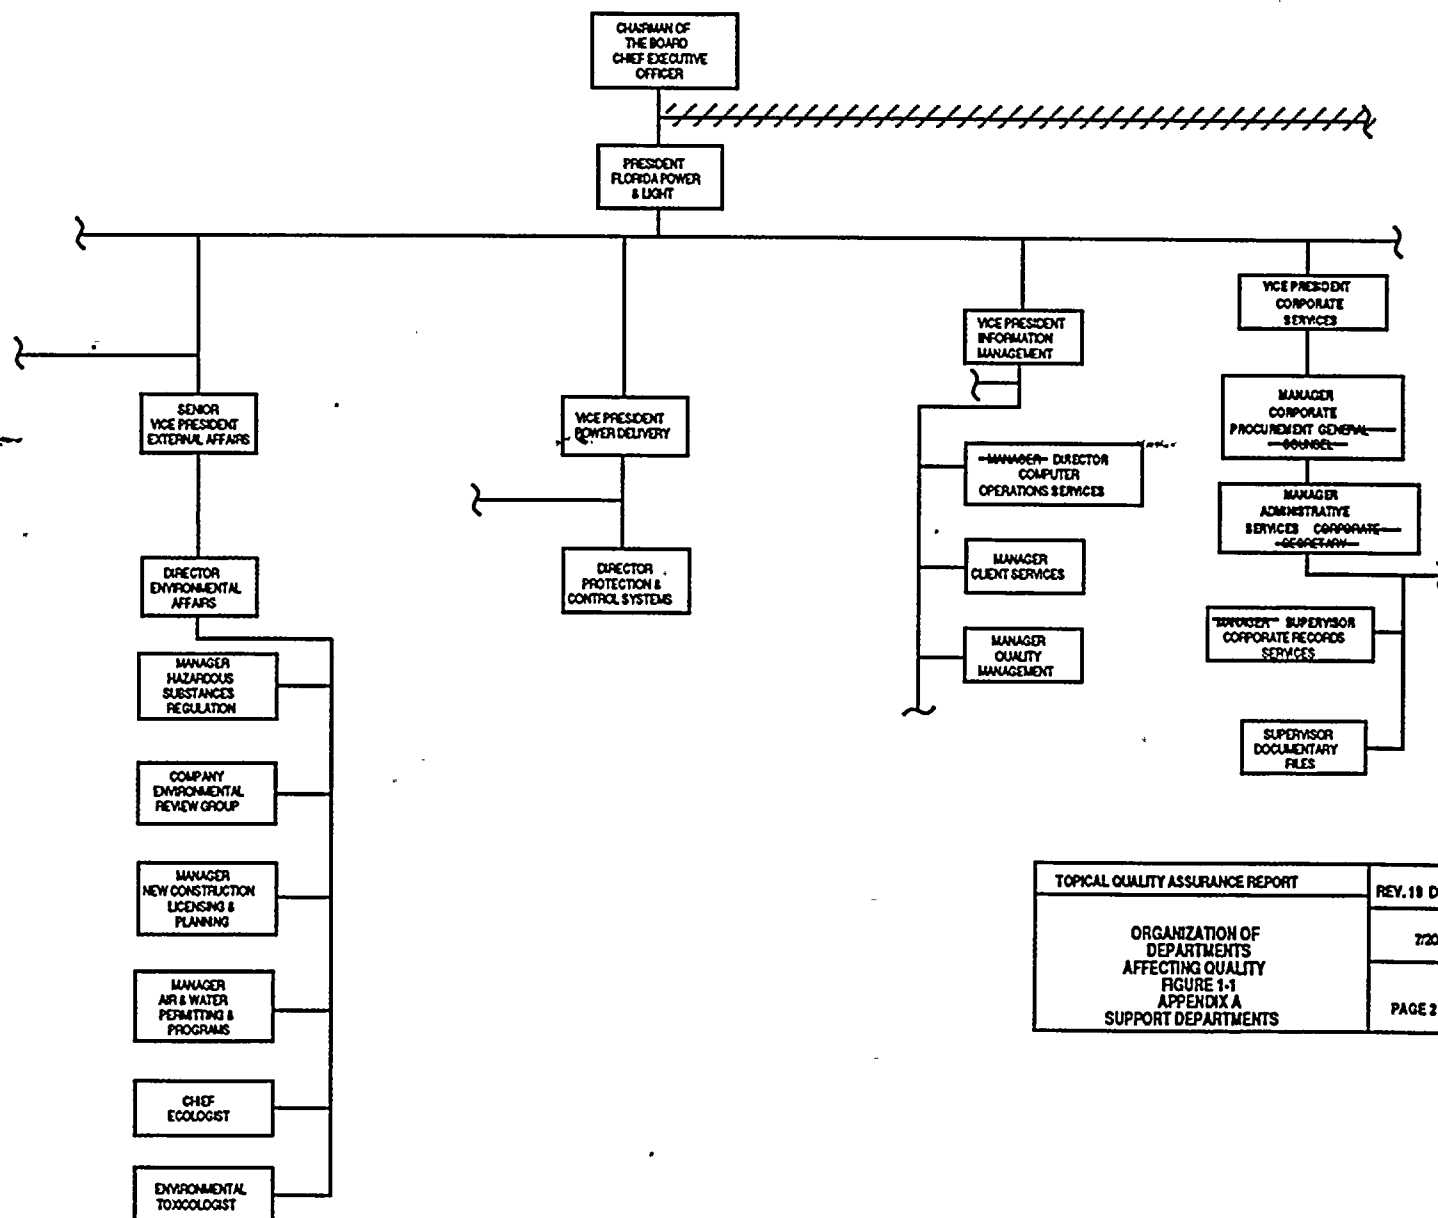 CHAIRMAN OF
THE BOARD
CHIEF EXECUTIVE
OFFICER
PRESIDENT
FLORIDA POWER
& LIGHT
SENIOR
VICE PRESIDENT
EXTERNAL AFFAIRS
DIRECTOR
ENVIRONMENTAL
AFFAIRS
MANAGER
HAZARDOUS
SUBSTANCES
REGULATION
COMPANY
ENVIRONMENTAL
REVIEW GROUP
MANAGER
NEW CONSTRUCTION
LICENSING &
PLANNING
MANAGER
AIR & WATER
PERMITTING &
PROGRAMS
CHIEF
ECOLOGIST
ENVIRONMENTAL
TOXICOLOGIST
VICE PRESIDENT
POWER DELIVERY
DIRECTOR
PROTECTION &
CONTROL SYSTEMS
VICE PRESIDENT
INFORMATION
MANAGEMENT
MANAGER DIRECTOR
COMPUTER
OPERATIONS SERVICES
MANAGER
CLIENT SERVICES
MANAGER
QUALITY
MANAGEMENT
VICE PRESIDENT
CORPORATE
SERVICES
MANAGER
CORPORATE
PROCUREMENT GENERAL
COUNSEL
MANAGER
ADMINISTRATIVE
SERVICES CORPORATE
SECRETARY
MANAGER SUPERVISOR
CORPORATE RECORDS
SERVICES
SUPERVISOR
DOCUMENTARY
FILES
TOPICAL QUALITY ASSURANCE REPORT
REV. 19 D
ORGANIZATION OF
DEPARTMENTS
AFFECTING QUALITY
FIGURE 1-1
APPENDIX A
SUPPORT DEPARTMENTS
7/20
PAGE 2